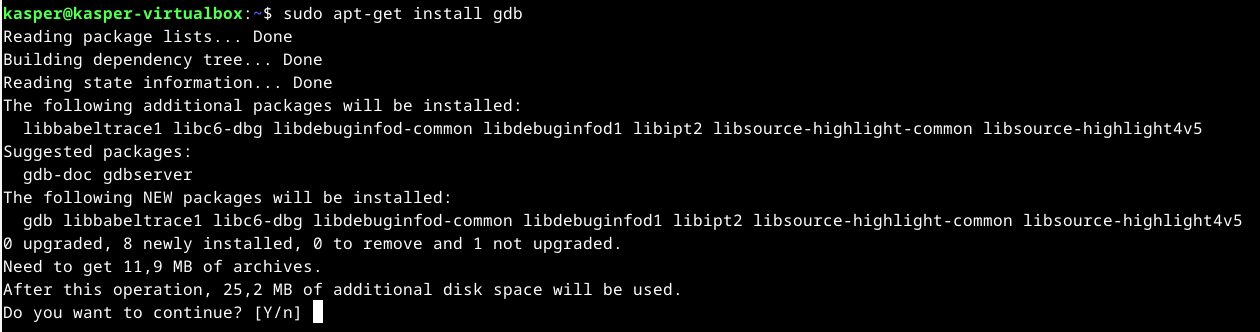 kasper@kasper-virtualbox:~$ sudo apt-get install gdb
Reading package lists... Done
Building dependency tree... Done
Reading state information... Done
The following additional packages will be installed:
  libbabeltrace1 libc6-dbg libdebuginfod-common libdebuginfod1 libipt2 libsource-highlight-common libsource-highlight4v5
Suggested packages:
  gdb-doc gdbserver
The following NEW packages will be installed:
  gdb libbabeltrace1 libc6-dbg libdebuginfod-common libdebuginfod1 libipt2 libsource-highlight-common libsource-highlight4v5
0 upgraded, 8 newly installed, 0 to remove and 1 not upgraded.
Need to get 11,9 MB of archives.
After this operation, 25,2 MB of additional disk space will be used.
Do you want to continue? [Y/n]